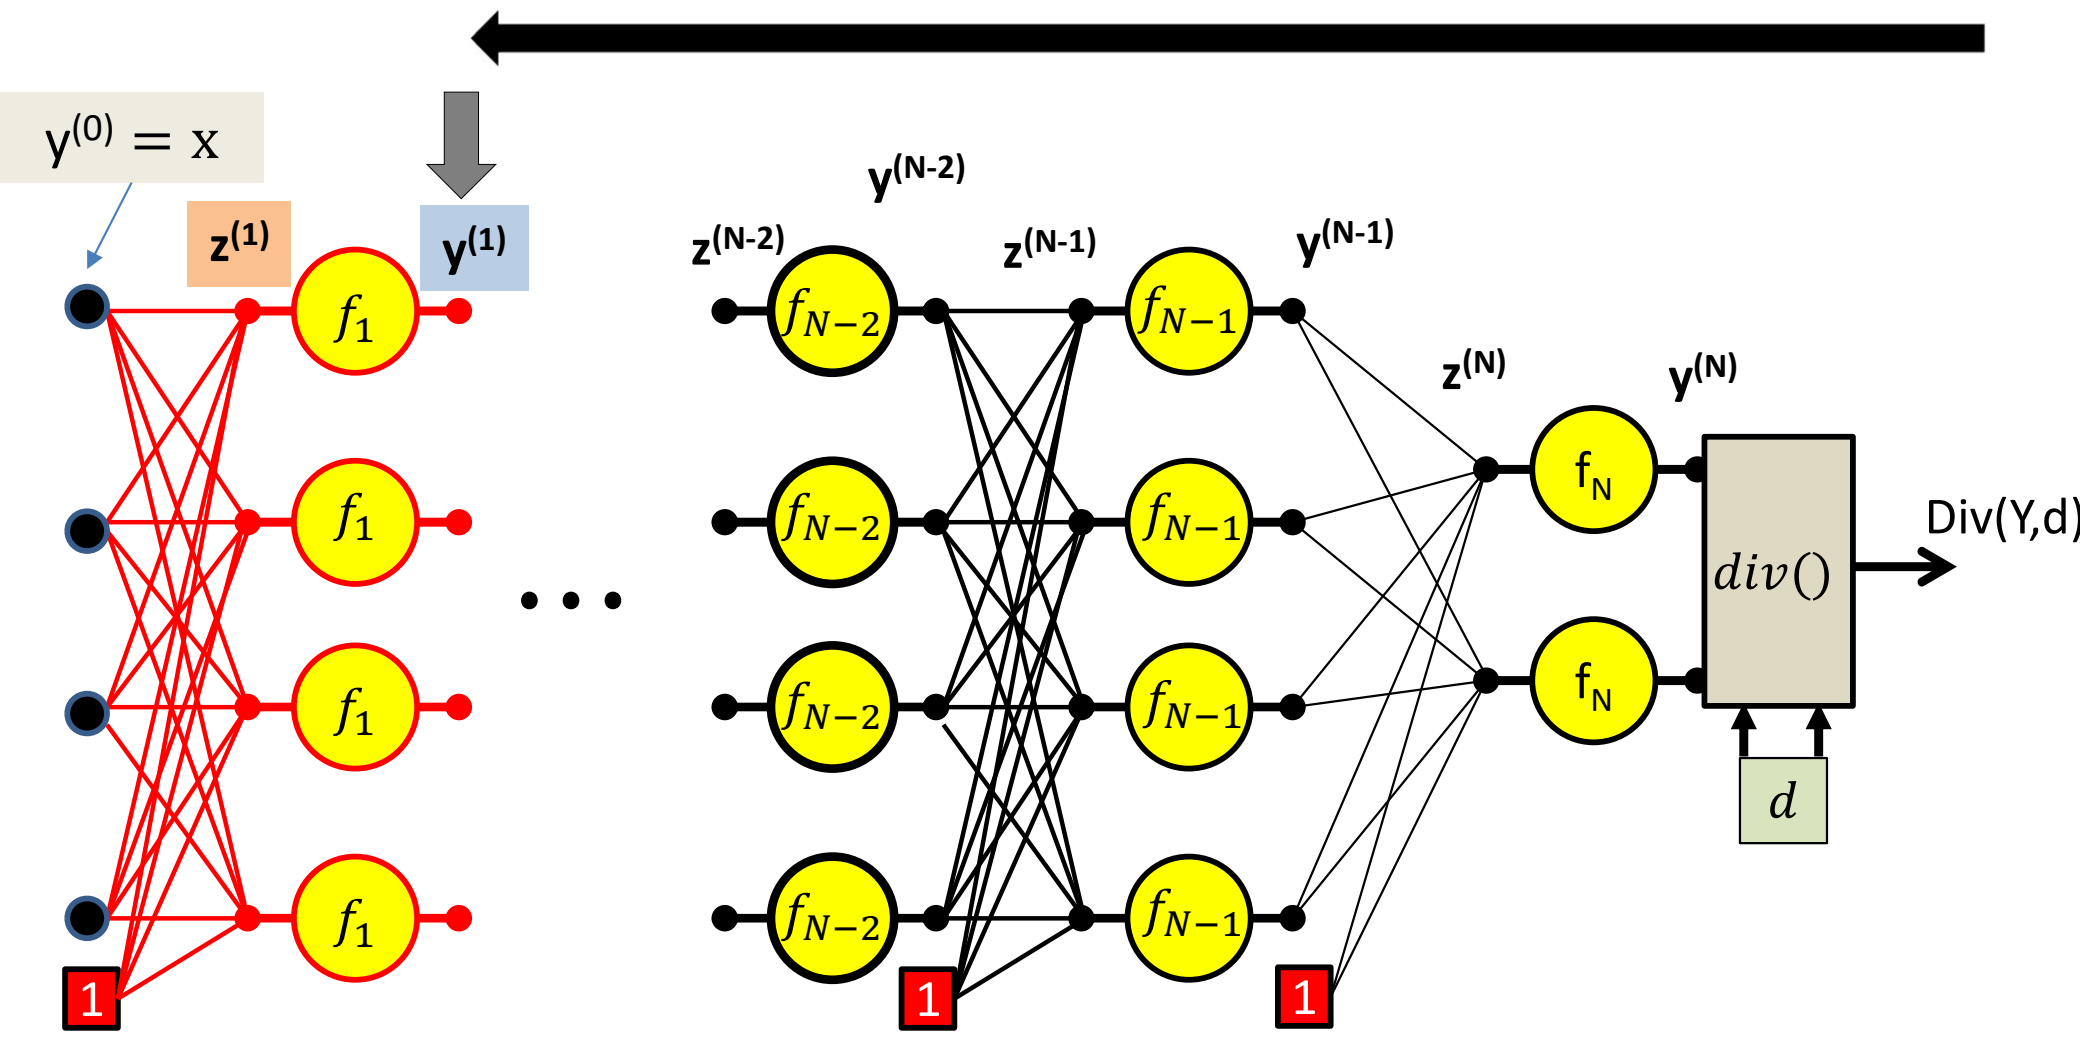 y(0) = x
z(1)
y(1)
z(N-2)
y(N-2)
z(N-1)
y(N-1)
z(N)
y(N)
f1
f1
f1
f1
• • •
fN−2
fN−2
fN−2
fN−2
fN−1
fN−1
fN−1
fN−1
fN
fN
div()
Div(Y,d)
d
1
1
1